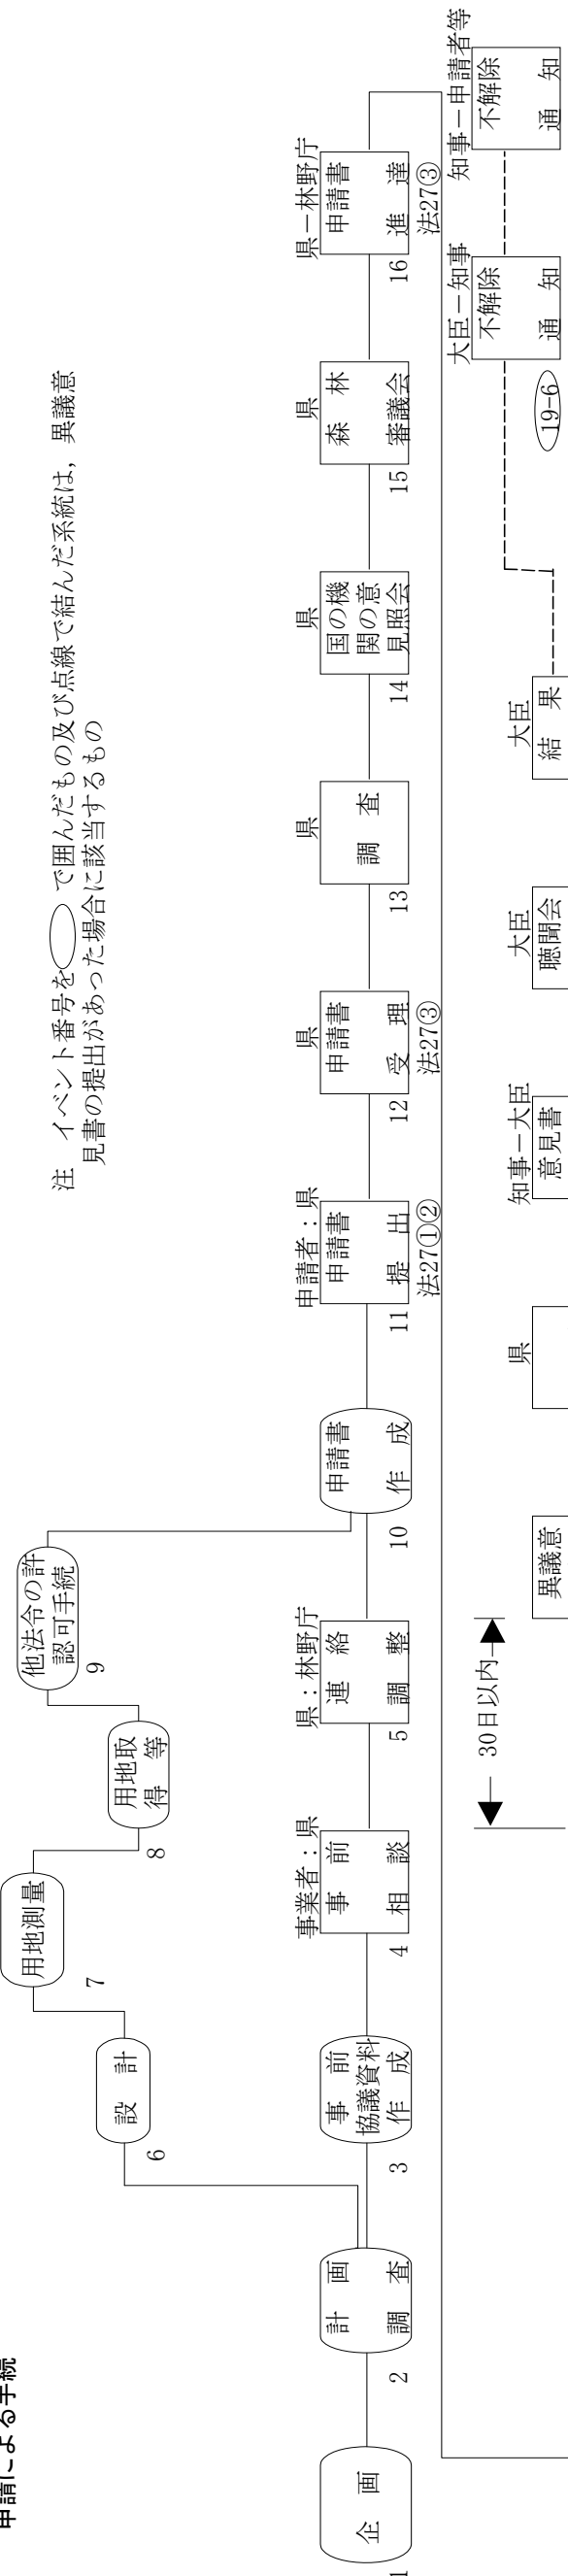 申請による手続
注　イベント番号を　で囲んだもの及び点線で結んだ系統は，異議意
見書の提出があった場合に該当するもの
企　画
1
計　画
調　査
2
事　前
協議資料
作　成
3
事業者：県
事　前
相　談
4
県：林野庁
連　絡
調　整
5
設　計
6
用地測量
7
用地取
得　等
8
他法令の許
認可手続
9
申請書
作　成
10
申請者：県
申請書
提　出
11
法27①②
県
申請書
受　理
12
法27③
県
調　査
13
県
国の機
関の意
見照会
14
県
森　林
審議会
15
県－林野庁
申請書
進　達
16
法27③
30日以内
異議意
県
知事－大臣
意見書
大臣
聴聞会
大臣
結　果
大臣－知事
不解除
通　知
19-6
知事－申請者等
不解除
通　知